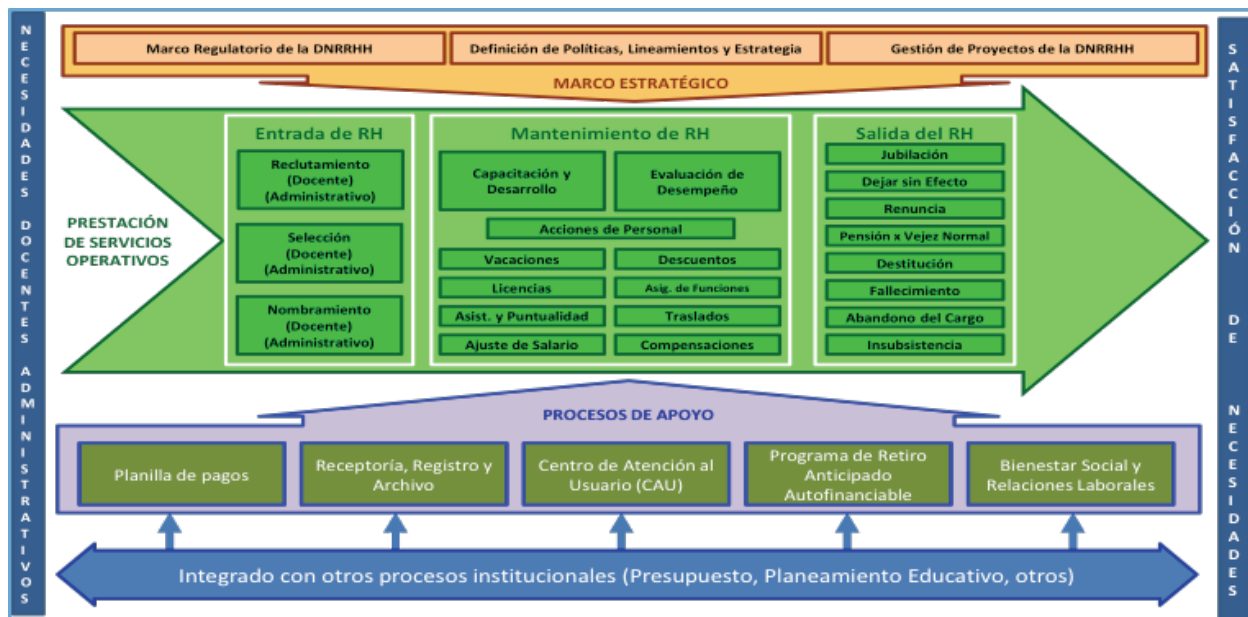 NECESIDADES DOCENTES ADMINISTRATIVOS
Marco Regulatorio de la DNRRHH
Definición de Políticas, Lineamientos y Estrategia
Gestión de Proyectos de la DNRRHH
MARCO ESTRATÉGICO
PRESTACIÓN
DE SERVICIOS
OPERATIVOS
Entrada de RH
Reclutamiento
(Docente)
(Administrativo)
Selección
(Docente)
(Administrativo)
Nombramiento
(Docente)
(Administrativo)
Mantenimiento de RH
Capacitación y
Desarrollo
Evaluación de
Desempeño
Acciones de Personal
Vacaciones
Descuentos
Licencias
Asig. de Funciones
Asist. y Puntualidad
Traslados
Ajuste de Salario
Compensaciones
Salida del RH
Jubilación
Dejar sin Efecto
Renuncia
Pensión x Vejez Normal
Destitución
Fallecimiento
Abandono del Cargo
Insubsistencia
PROCESOS DE APOYO
Planilla de pagos
Receptoría, Registro y
Archivo
Centro de Atención al
Usuario (CAU)
Programa de Retiro
Anticipado
Autofinanciable
Bienestar Social y
Relaciones Laborales
Integrado con otros procesos institucionales (Presupuesto, Planeamiento Educativo, otros)
SATISFACCIÓN DE NECESIDADES